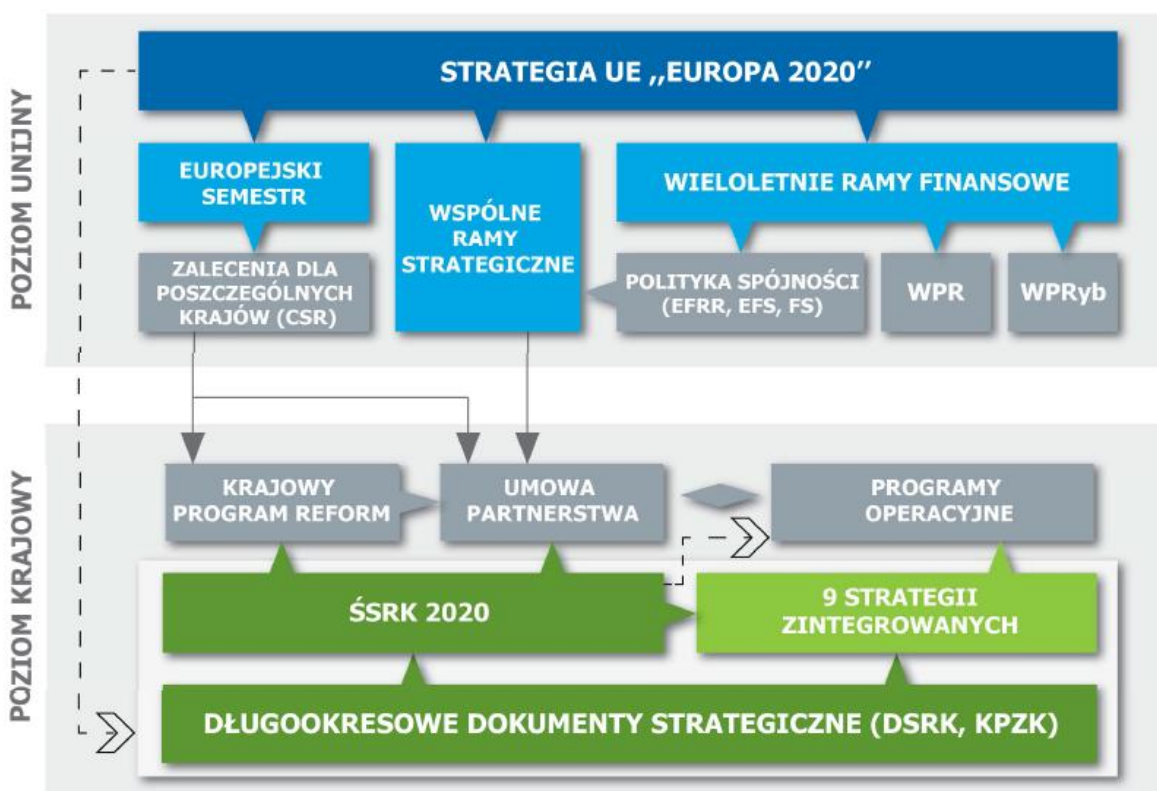 POZIOM UNIJNY
STRATEGIA UE „EUROPA 2020”
EUROPEJSKI
SEMESTR
WSPÓLNE
RAMY
STRATEGICZNE
WIELOLETNIE RAMY FINANSOWE
ZALECENIA DLA
POSZCZEGÓLNYCH
KRAJÓW (CSR)
POLITYKA SPÓJNOŚCI
(EFRR, EFS, FS)
WPR
WPRyb
POZIOM KRAJOWY
KRAJOWY
PROGRAM REFORM
UMOWA
PARTNERSTWA
PROGRAMY
OPERACYJNE
ŚSRK 2020
9 STRATEGII
ZINTEGROWANYCH
DŁUGOOKRESOWE DOKUMENTY STRATEGICZNE (DSRK, KPZK)